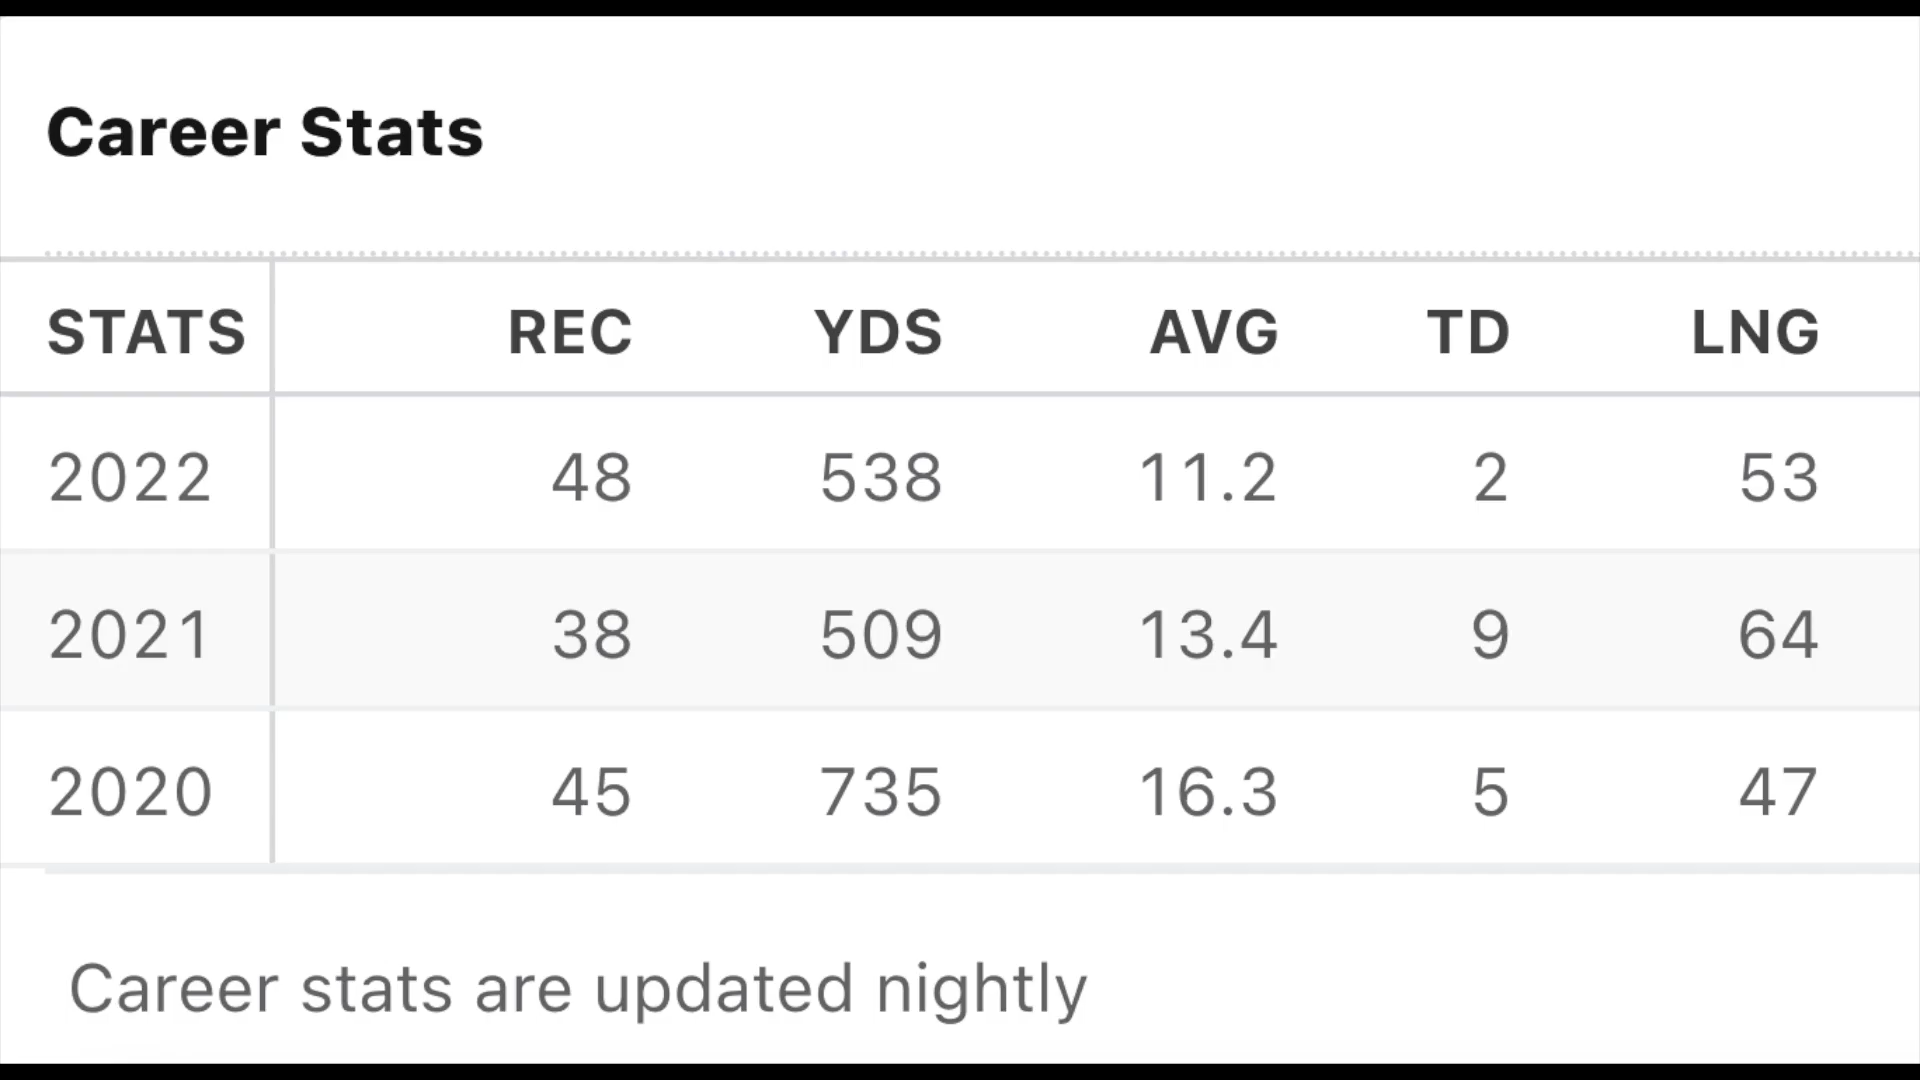 Career Stats
STATS REC YDS AVG TD LNG
2022 48 538 11.2 2 53
2021 38 509 13.4 9 64
2020 45 735 16.3 5 47
Career stats are updated nightly